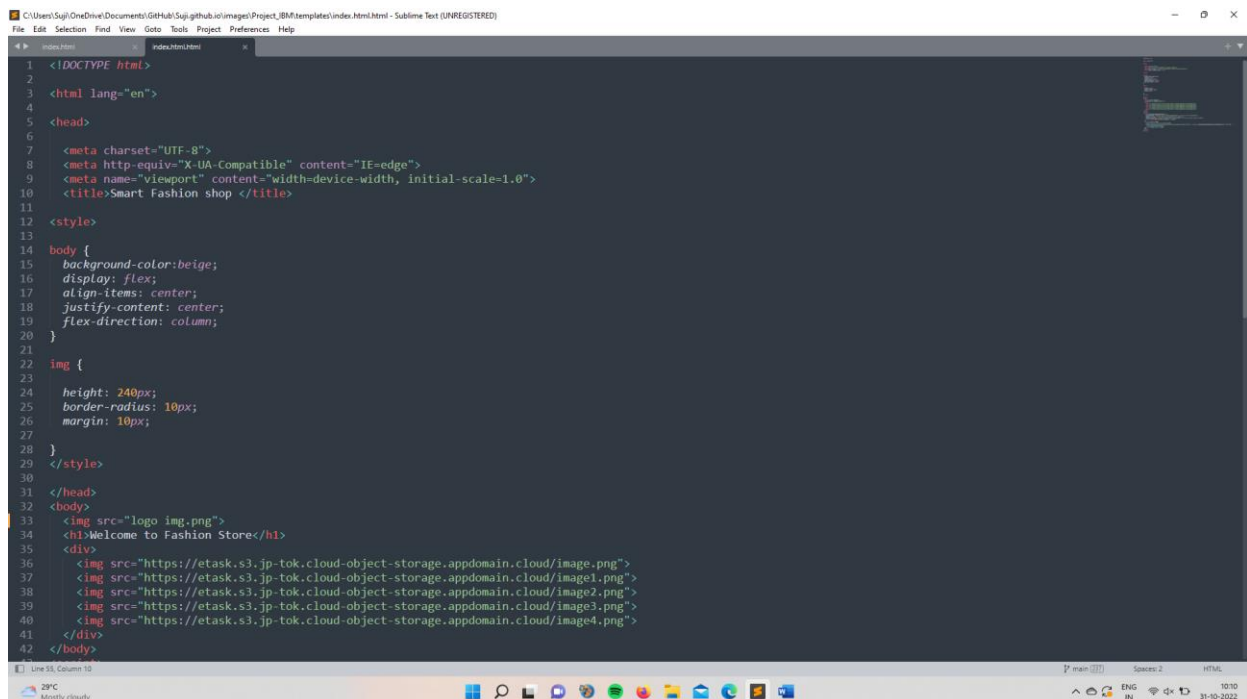 C:\Users\Suji\OneDrive\Documents\GitHub\Suji.github.io\images\Project_IBM\templates\index.html.html - Sublime Text (UNREGISTERED)
File Edit Selection Find View Goto Tools Project Preferences Help
index.html index.html.html
1 <!DOCTYPE html>
2
3 <html lang="en">
4
5 <head>
6
7 <meta charset="UTF-8">
8 <meta http-equiv="X-UA-Compatible" content="IE=edge">
9 <meta name="viewport" content="width=device-width, initial-scale=1.0">
10 <title>Smart Fashion shop </title>
11
12 <style>
13
14 body {
15 background-color:beige;
16 display: flex;
17 align-items: center;
18 justify-content: center;
19 flex-direction: column;
20 }
21
22 img {
23
24 height: 240px;
25 border-radius: 10px;
26 margin: 10px;
27
28 }
29 </style>
30
31 </head>
32 <body>
33 <img src="logo img.png">
34 <h1>Welcome to Fashion Store</h1>
35 <div>
36 <img src="https://etask.s3.jp-tok.cloud-object-storage.appdomain.cloud/image.png">
37 <img src="https://etask.s3.jp-tok.cloud-object-storage.appdomain.cloud/image1.png">
38 <img src="https://etask.s3.jp-tok.cloud-object-storage.appdomain.cloud/image2.png">
39 <img src="https://etask.s3.jp-tok.cloud-object-storage.appdomain.cloud/image3.png">
40 <img src="https://etask.s3.jp-tok.cloud-object-storage.appdomain.cloud/image4.png">
41 </div>
42 </body>
Line 55, Column 10 main Spaces: 2 HTML
29°C
Mostly cloudy
ENG
IN
10:10
31-10-2022